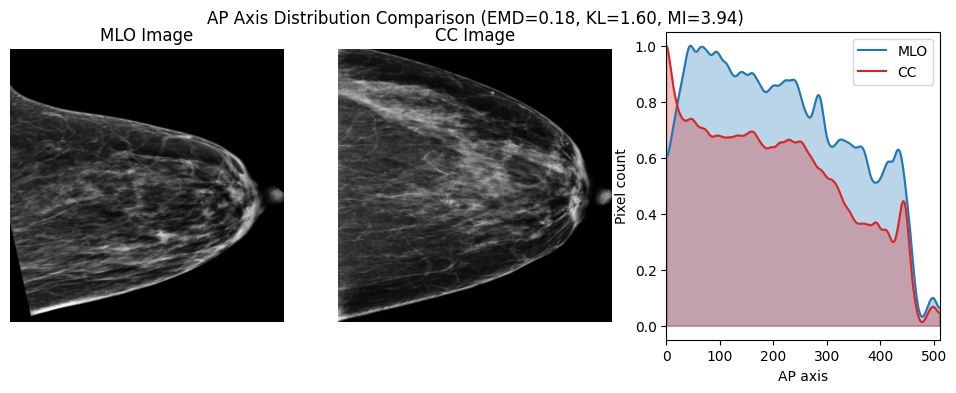 AP Axis Distribution Comparison (EMD=0.18, KL=1.60, MI=3.94)
MLO Image
CC Image
MLO
CC
1.0
0.8
0.6
0.4
0.2
0.0
Pixel count
0 100 200 300 400 500
AP axis